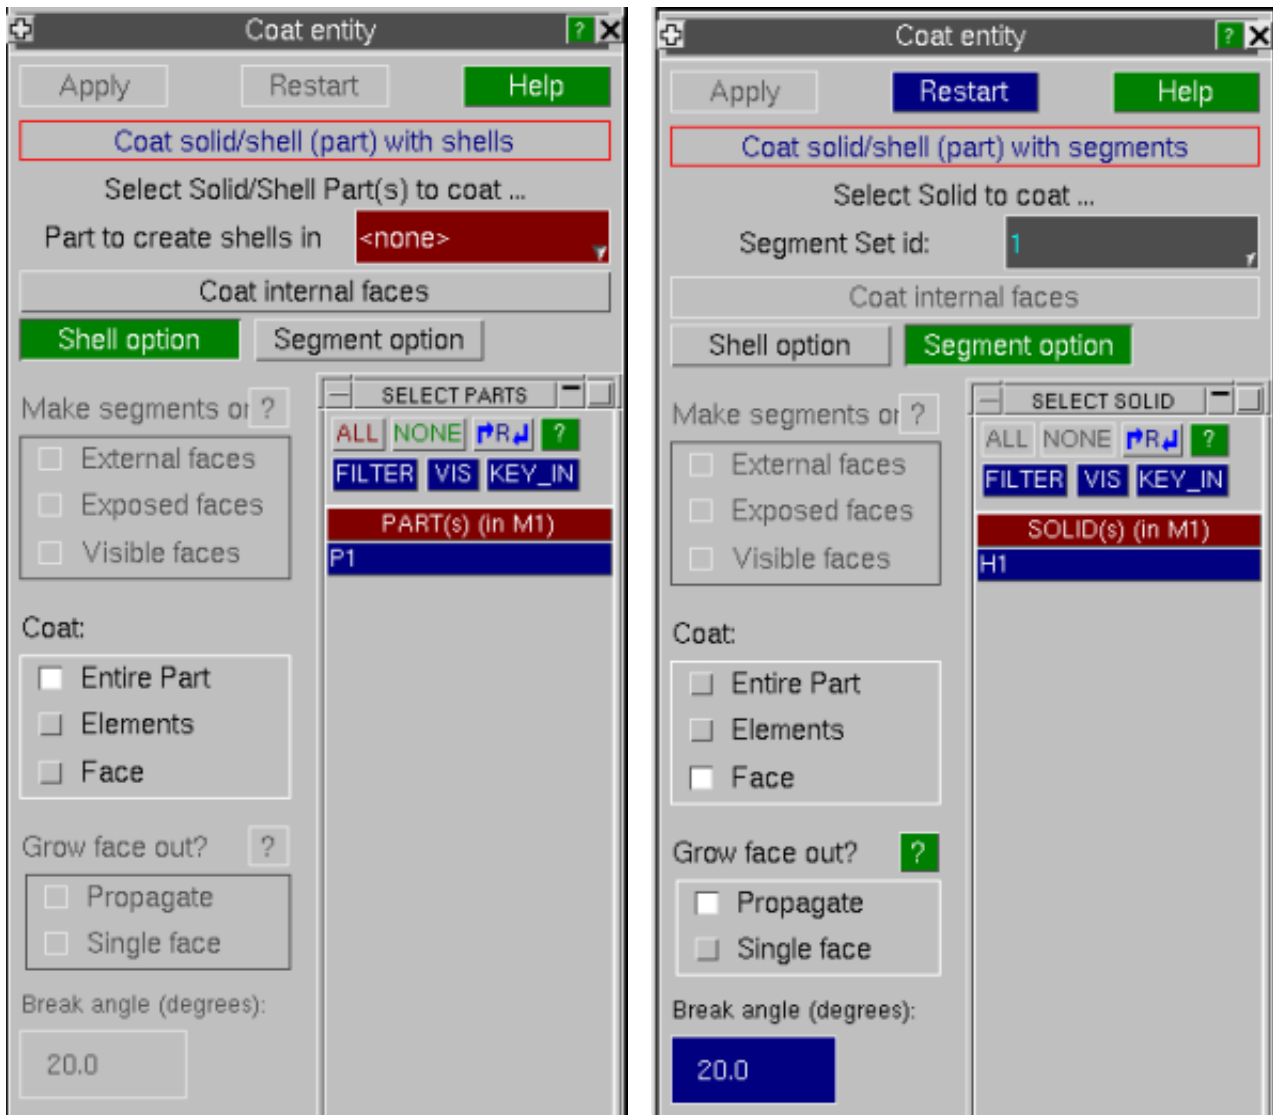 Coat entity ?
Apply Restart Help
Coat solid/shell (part) with shells
Select Solid/Shell Part(s) to coat ...
Part to create shells in <none>
Coat internal faces
Shell option Segment option
Make segments or ?
External faces
Exposed faces
Visible faces
Coat:
Entire Part
Elements
Face
Grow face out? ?
Propagate
Single face
Break angle (degrees):
20.0
SELECT PARTS
ALL NONE R ?
FILTER VIS KEY_IN
PART(s) (in M1)
P1
Coat entity ?
Apply Restart Help
Coat solid/shell (part) with segments
Select Solid to coat ...
Segment Set id: 1
Coat internal faces
Shell option Segment option
Make segments or ?
External faces
Exposed faces
Visible faces
Coat:
Entire Part
Elements
Face
Grow face out? ?
Propagate
Single face
Break angle (degrees):
20.0
SELECT SOLID
ALL NONE R ?
FILTER VIS KEY_IN
SOLID(s) (in M1)
H1